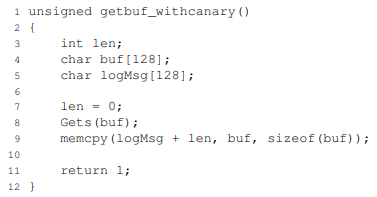 1 unsigned getbuf_withcanary()
2 {
3     int len;
4     char buf[128];
5     char logMsg[128];
6
7     len = 0;
8     Gets(buf);
9     memcpy(logMsg + len, buf, sizeof(buf));
10
11     return 1;
12 }